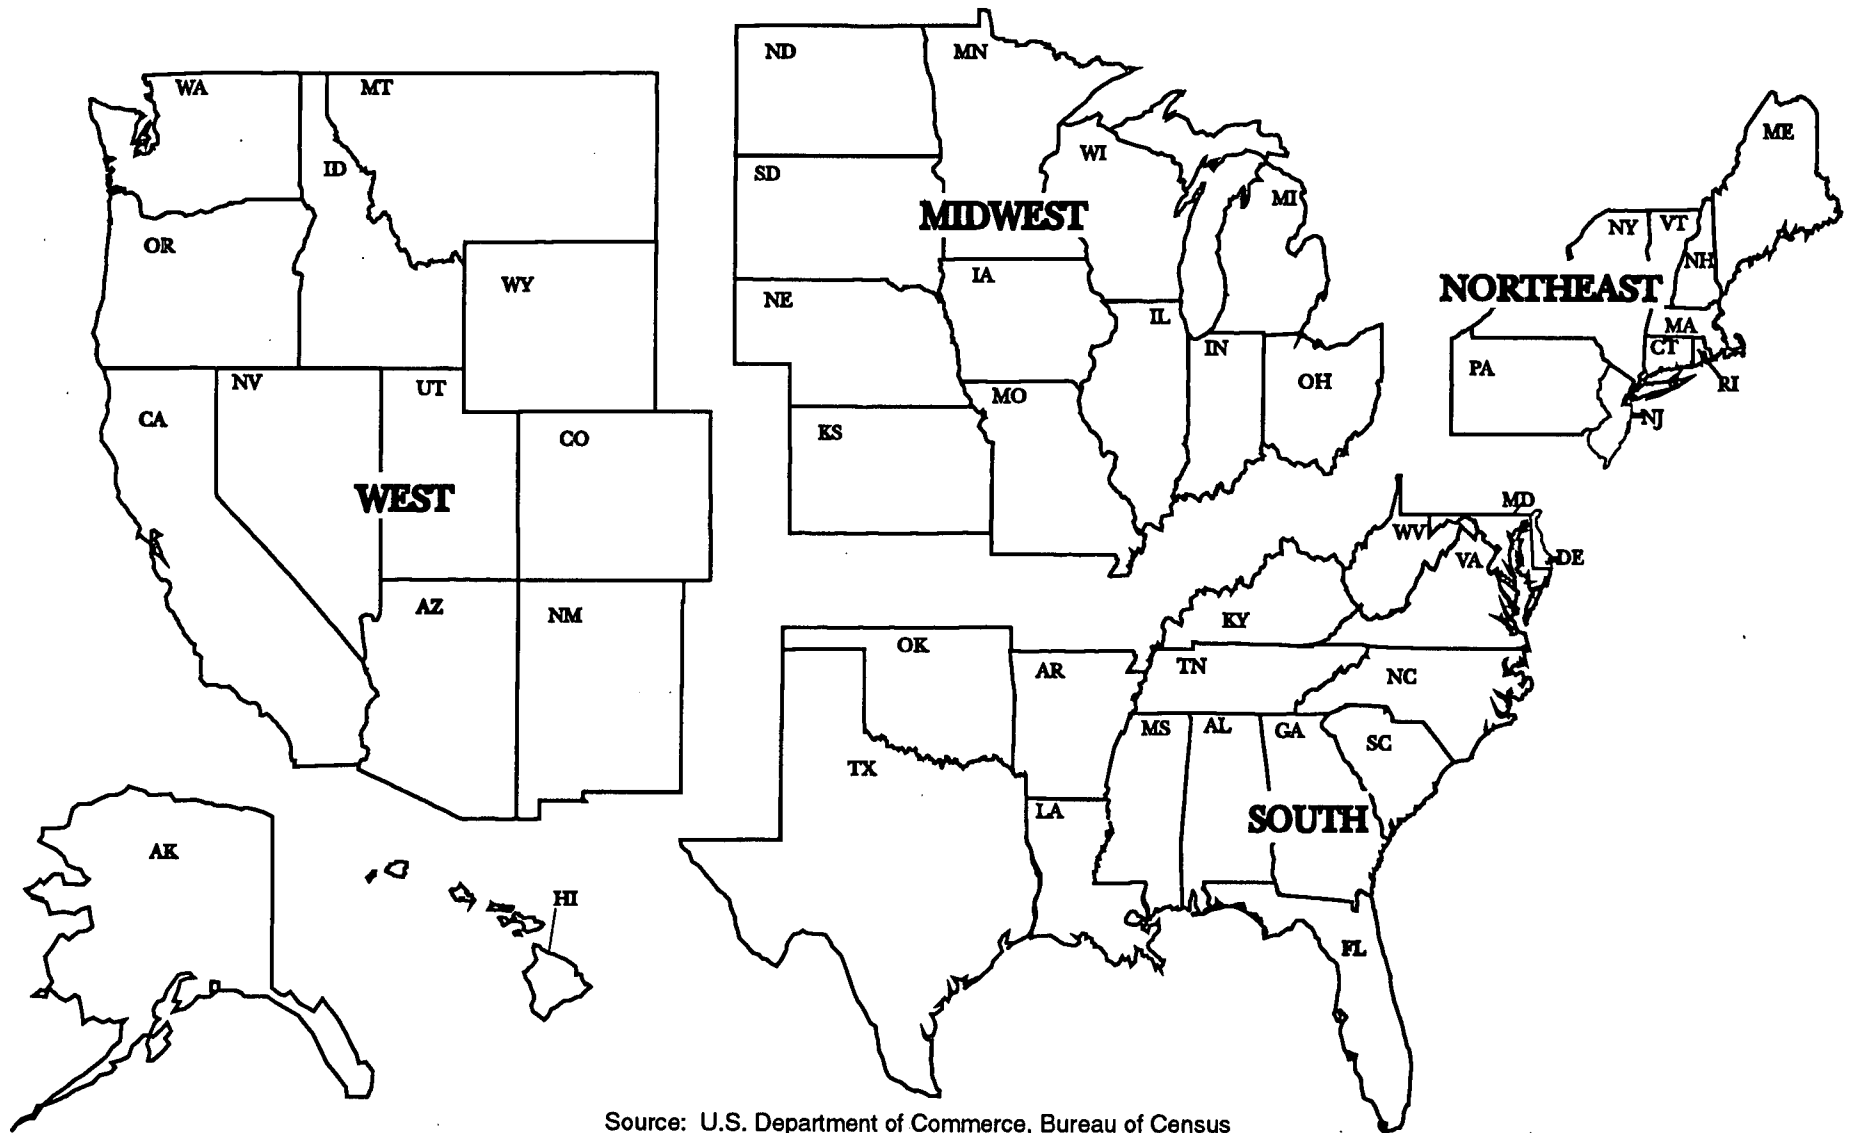 WA
MT
ID
OR
WY
NV
UT
CA
CO
WEST
AZ
NM
AK
HI
ND
MN
SD
WI
MI
MIDWEST
NE
IA
IL
IN
OH
KS
MO
ME
NY
VT
NH
NORTHEAST
MA
CT
PA
RI
NJ
MD
WV
VA
DE
KY
OK
AR
TN
NC
MS
AL
GA
SC
TX
LA
SOUTH
FL
Source: U.S. Department of Commerce, Bureau of Census